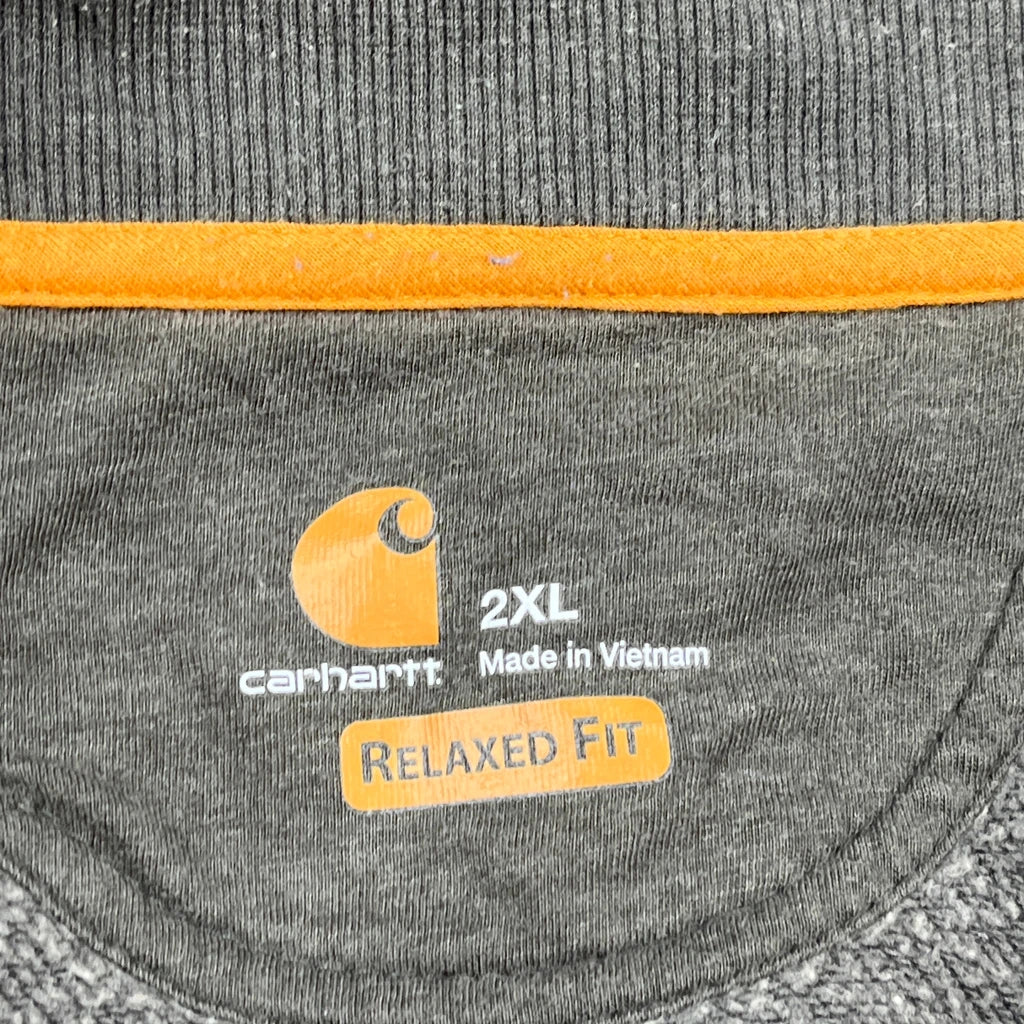 2XL
carhartt
Made in Vietnam
RELAXED FIT